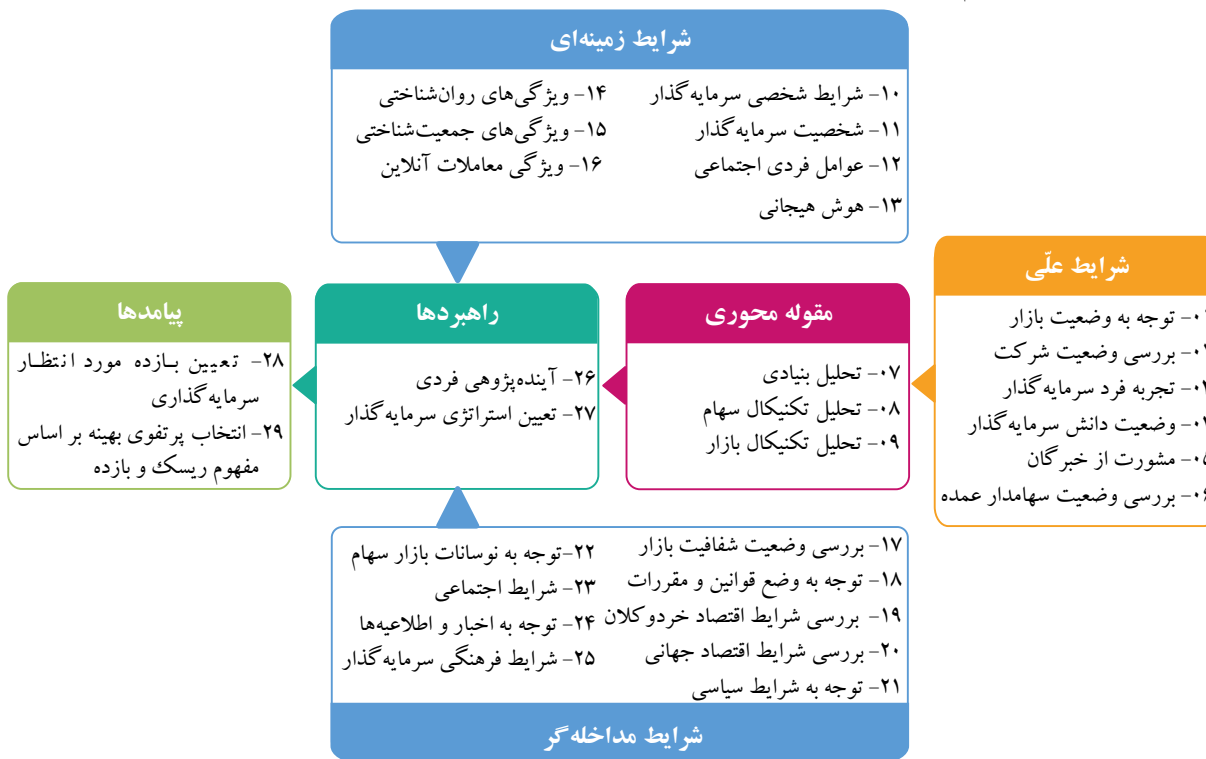 شرایط زمینه‌ای
۱۰- شرایط شخصی سرمایه‌گذار
۱۱- شخصیت سرمایه‌گذار
۱۲- عوامل فردی اجتماعی
۱۳- هوش هیجانی
۱۴- ویژگی‌های روان‌شناختی
۱۵- ویژگی‌های جمعیت‌شناختی
۱۶- ویژگی معاملات آنلاین
شرایط علّی
- توجه به وضعیت بازار
- بررسی وضعیت شرکت
- تجربه فرد سرمایه‌گذار
- وضعیت دانش سرمایه‌گذار
- مشورت از خبرگان
- بررسی وضعیت سهامدار عمده
مقوله محوری
۰۷- تحلیل بنیادی
۰۸- تحلیل تکنیکال سهام
۰۹- تحلیل تکنیکال بازار
راهبردها
۲۶- آینده‌پژوهی فردی
۲۷- تعیین استراتژی سرمایه‌گذار
پیامدها
۲۸- تعیین بازده مورد انتظار
سرمایه‌گذاری
۲۹- انتخاب پرتفوی بهینه بر اساس
مفهوم ریسک و بازده
۱۷- بررسی وضعیت شفافیت بازار
۱۸- توجه به وضع قوانین و مقررات
۱۹- بررسی شرایط اقتصاد خردوکلان
۲۰- بررسی شرایط اقتصاد جهانی
۲۱- توجه به شرایط سیاسی
۲۲-توجه به نوسانات بازار سهام
۲۳- شرایط اجتماعی
۲۴- توجه به اخبار و اطلاعیه‌ها
۲۵- شرایط فرهنگی سرمایه‌گذار
شرایط مداخله‌گر